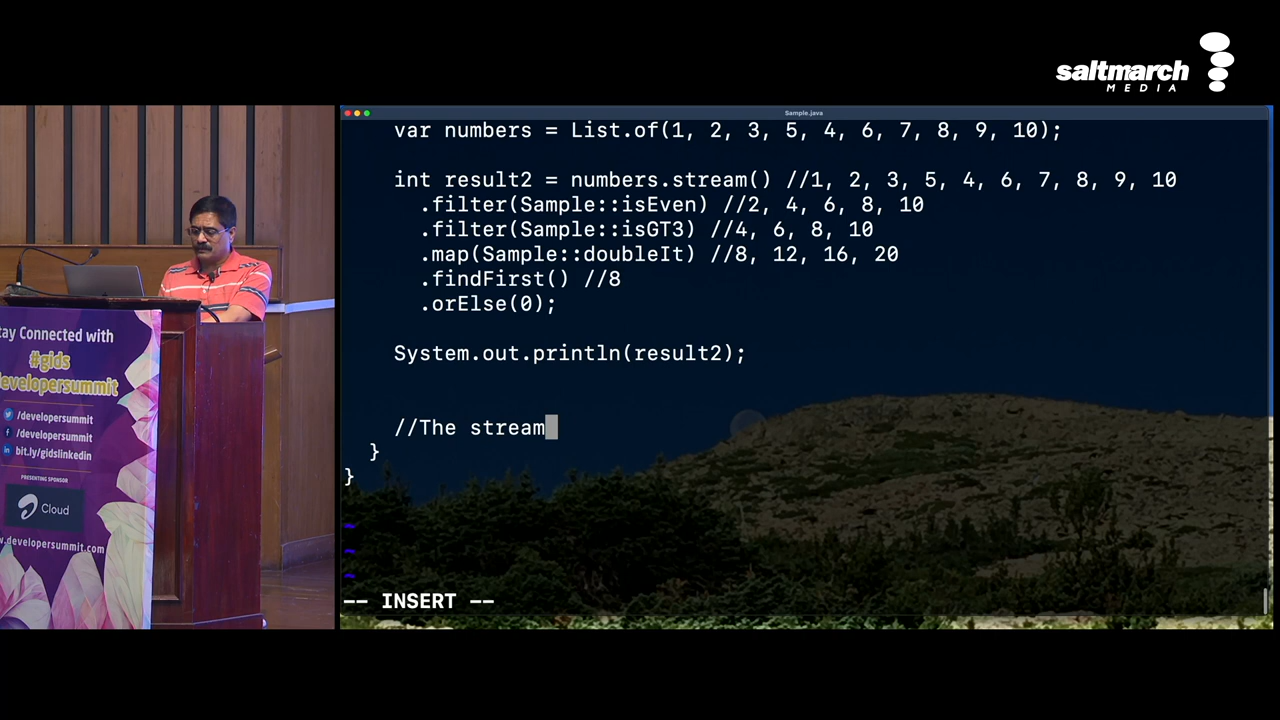 saltmarch
MEDIA
Sample.java
var numbers = List.of(1, 2, 3, 5, 4, 6, 7, 8, 9, 10);
int result2 = numbers.stream() //1, 2, 3, 5, 4, 6, 7, 8, 9, 10
.filter(Sample::isEven) //2, 4, 6, 8, 10
.filter(Sample::isGT3) //4, 6, 8, 10
.map(Sample::doubleIt) //8, 12, 16, 20
.findFirst() //8
.orElse(0);
System.out.println(result2);
//The stream
}
}
~
~
~
-- INSERT --
tay Connected with
#gids
developersummit
/developersummit
/developersummit
bit.ly/gidslinkedin
PRESENTING SPONSOR
Cloud
w.developersummit.com